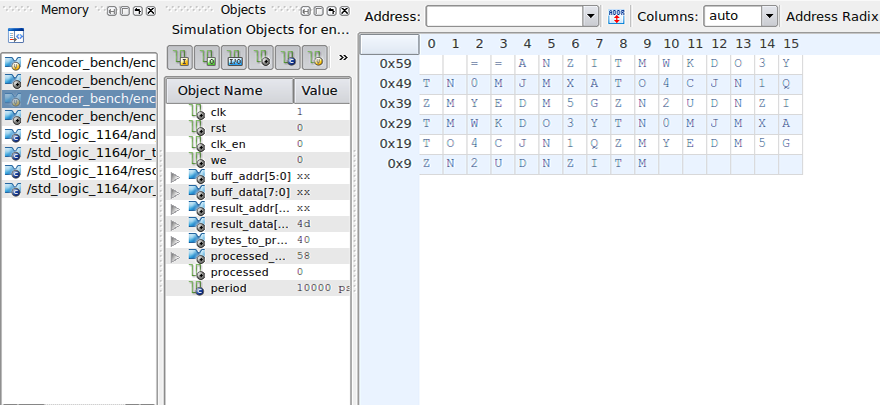 Memory
Objects
Simulation Objects for en...
»
Address:
Columns:
auto
Address Radix
/encoder_bench/enc
/encoder_bench/enc
/encoder_bench/enc
/encoder_bench/enc
/std_logic_1164/and
/std_logic_1164/or_t
/std_logic_1164/reso
/std_logic_1164/xor_
Object Name Value
clk 1
rst 0
clk_en 0
we 0
buff_addr[5:0] xx
buff_data[7:0] xx
result_addr[... xx
result_data[... 4d
bytes_to_pr... 40
processed_... 58
processed 0
period 10000 ps
0 1 2 3 4 5 6 7 8 9 10 11 12 13 14 15
0x59 = = A N Z I T M W K D O 3 Y
0x49 T N 0 M J M X A T O 4 C J N 1 Q
0x39 Z M Y E D M 5 G Z N 2 U D N Z I
0x29 T M W K D O 3 Y T N 0 M J M X A
0x19 T O 4 C J N 1 Q Z M Y E D M 5 G
0x9 Z N 2 U D N Z I T M